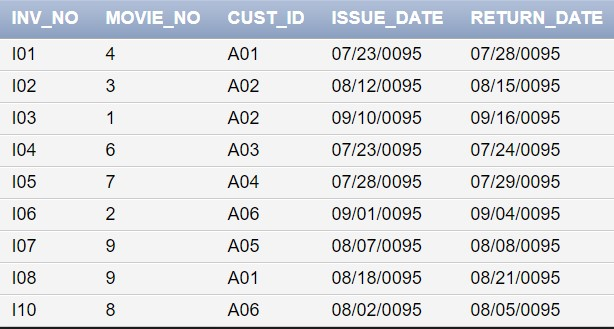 INV_NO MOVIE_NO CUST_ID ISSUE_DATE RETURN_DATE
I01 4 A01 07/23/0095 07/28/0095
I02 3 A02 08/12/0095 08/15/0095
I03 1 A02 09/10/0095 09/16/0095
I04 6 A03 07/23/0095 07/24/0095
I05 7 A04 07/28/0095 07/29/0095
I06 2 A06 09/01/0095 09/04/0095
I07 9 A05 08/07/0095 08/08/0095
I08 9 A01 08/18/0095 08/21/0095
I10 8 A06 08/02/0095 08/05/0095